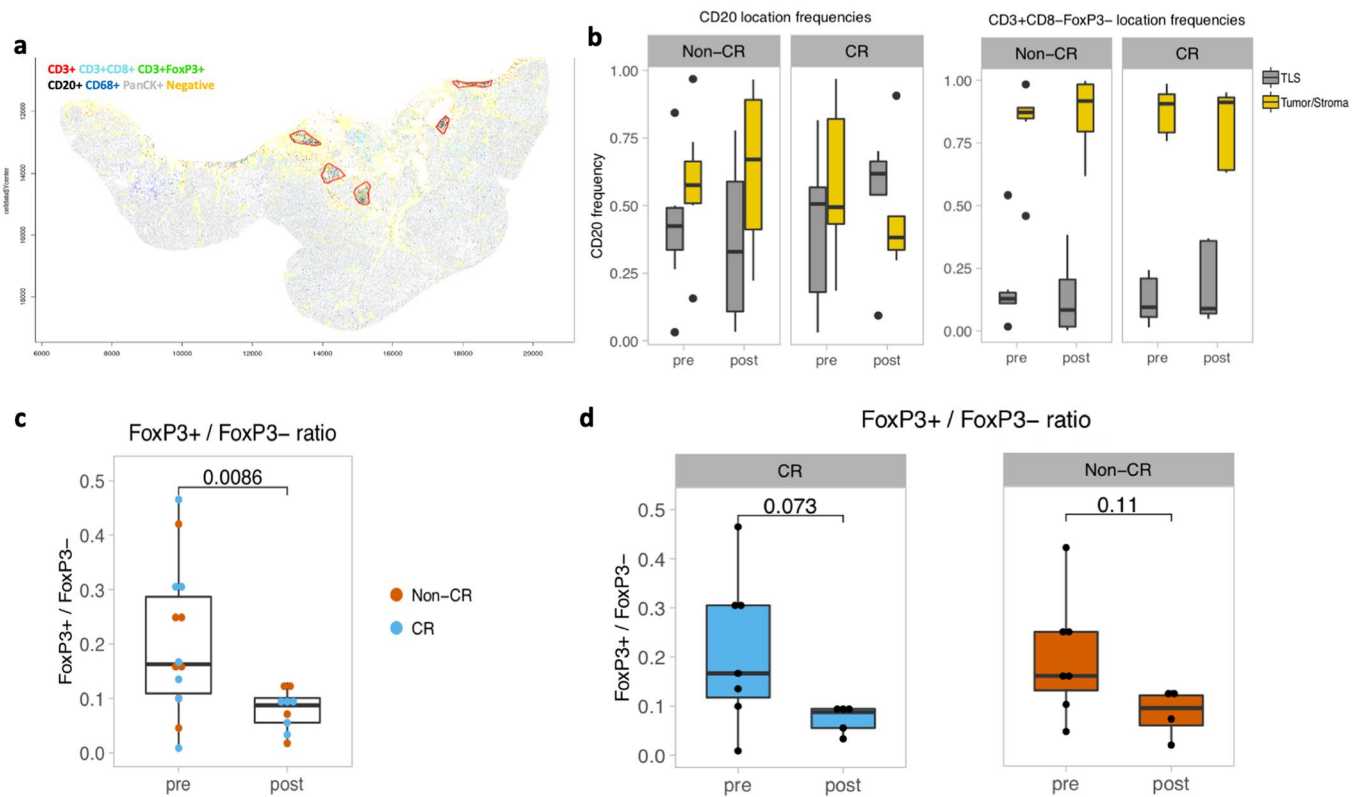 a
CD3+ CD3+CD8+ CD3+FoxP3+
CD20+ CD68+ PanCK+ Negative
12000
14000
16000
18000
6000
8000
10000
12000
14000
16000
18000
20000
b
CD20 location frequencies
Non−CR
CR
CD20 frequency
1.00
0.75
0.50
0.25
0.00
pre
post
pre
post
CD3+CD8−FoxP3− location frequencies
Non−CR
CR
1.00
0.75
0.50
0.25
0.00
pre
post
pre
post
TLS
Tumor/Stroma
c
FoxP3+ / FoxP3− ratio
0.0086
FoxP3+ / FoxP3−
0.5
0.4
0.3
0.2
0.1
0.0
pre
post
Non−CR
CR
d
FoxP3+ / FoxP3− ratio
CR
Non−CR
0.073
0.11
FoxP3+ / FoxP3−
0.5
0.4
0.3
0.2
0.1
0.0
pre
post
pre
post